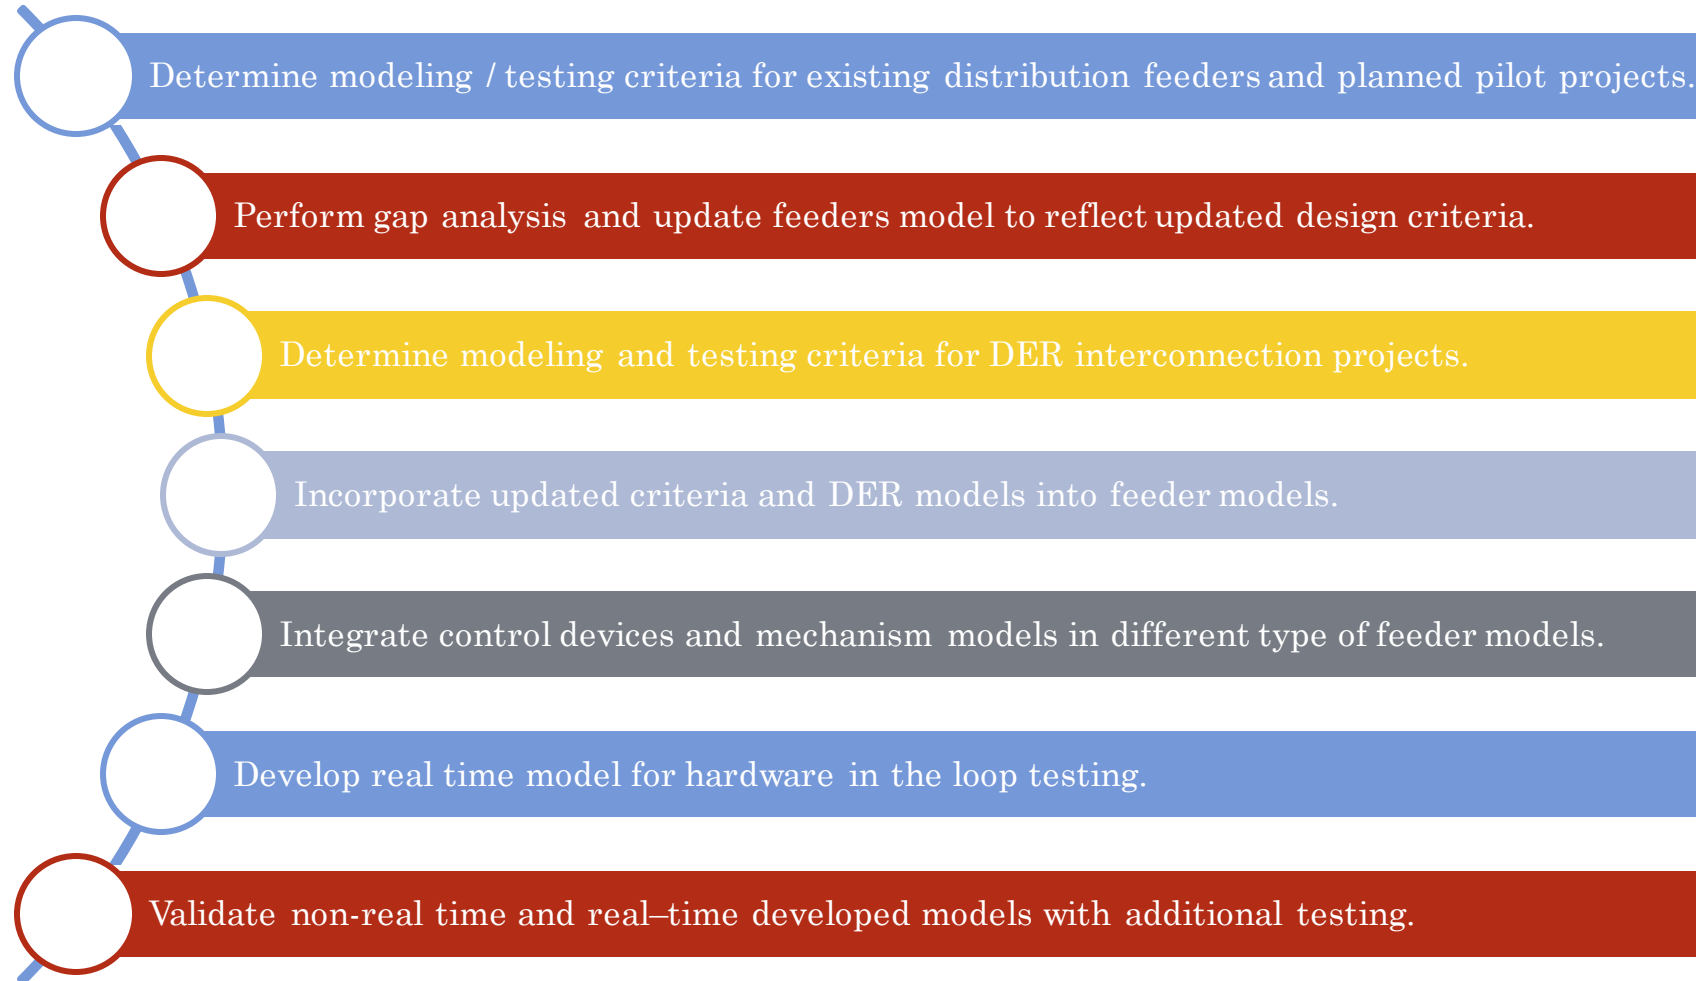 Determine modeling / testing criteria for existing distribution feeders and planned pilot projects.
Perform gap analysis and update feeders model to reflect updated design criteria.
Determine modeling and testing criteria for DER interconnection projects.
Incorporate updated criteria and DER models into feeder models.
Integrate control devices and mechanism models in different type of feeder models.
Develop real time model for hardware in the loop testing.
Validate non-real time and real–time developed models with additional testing.